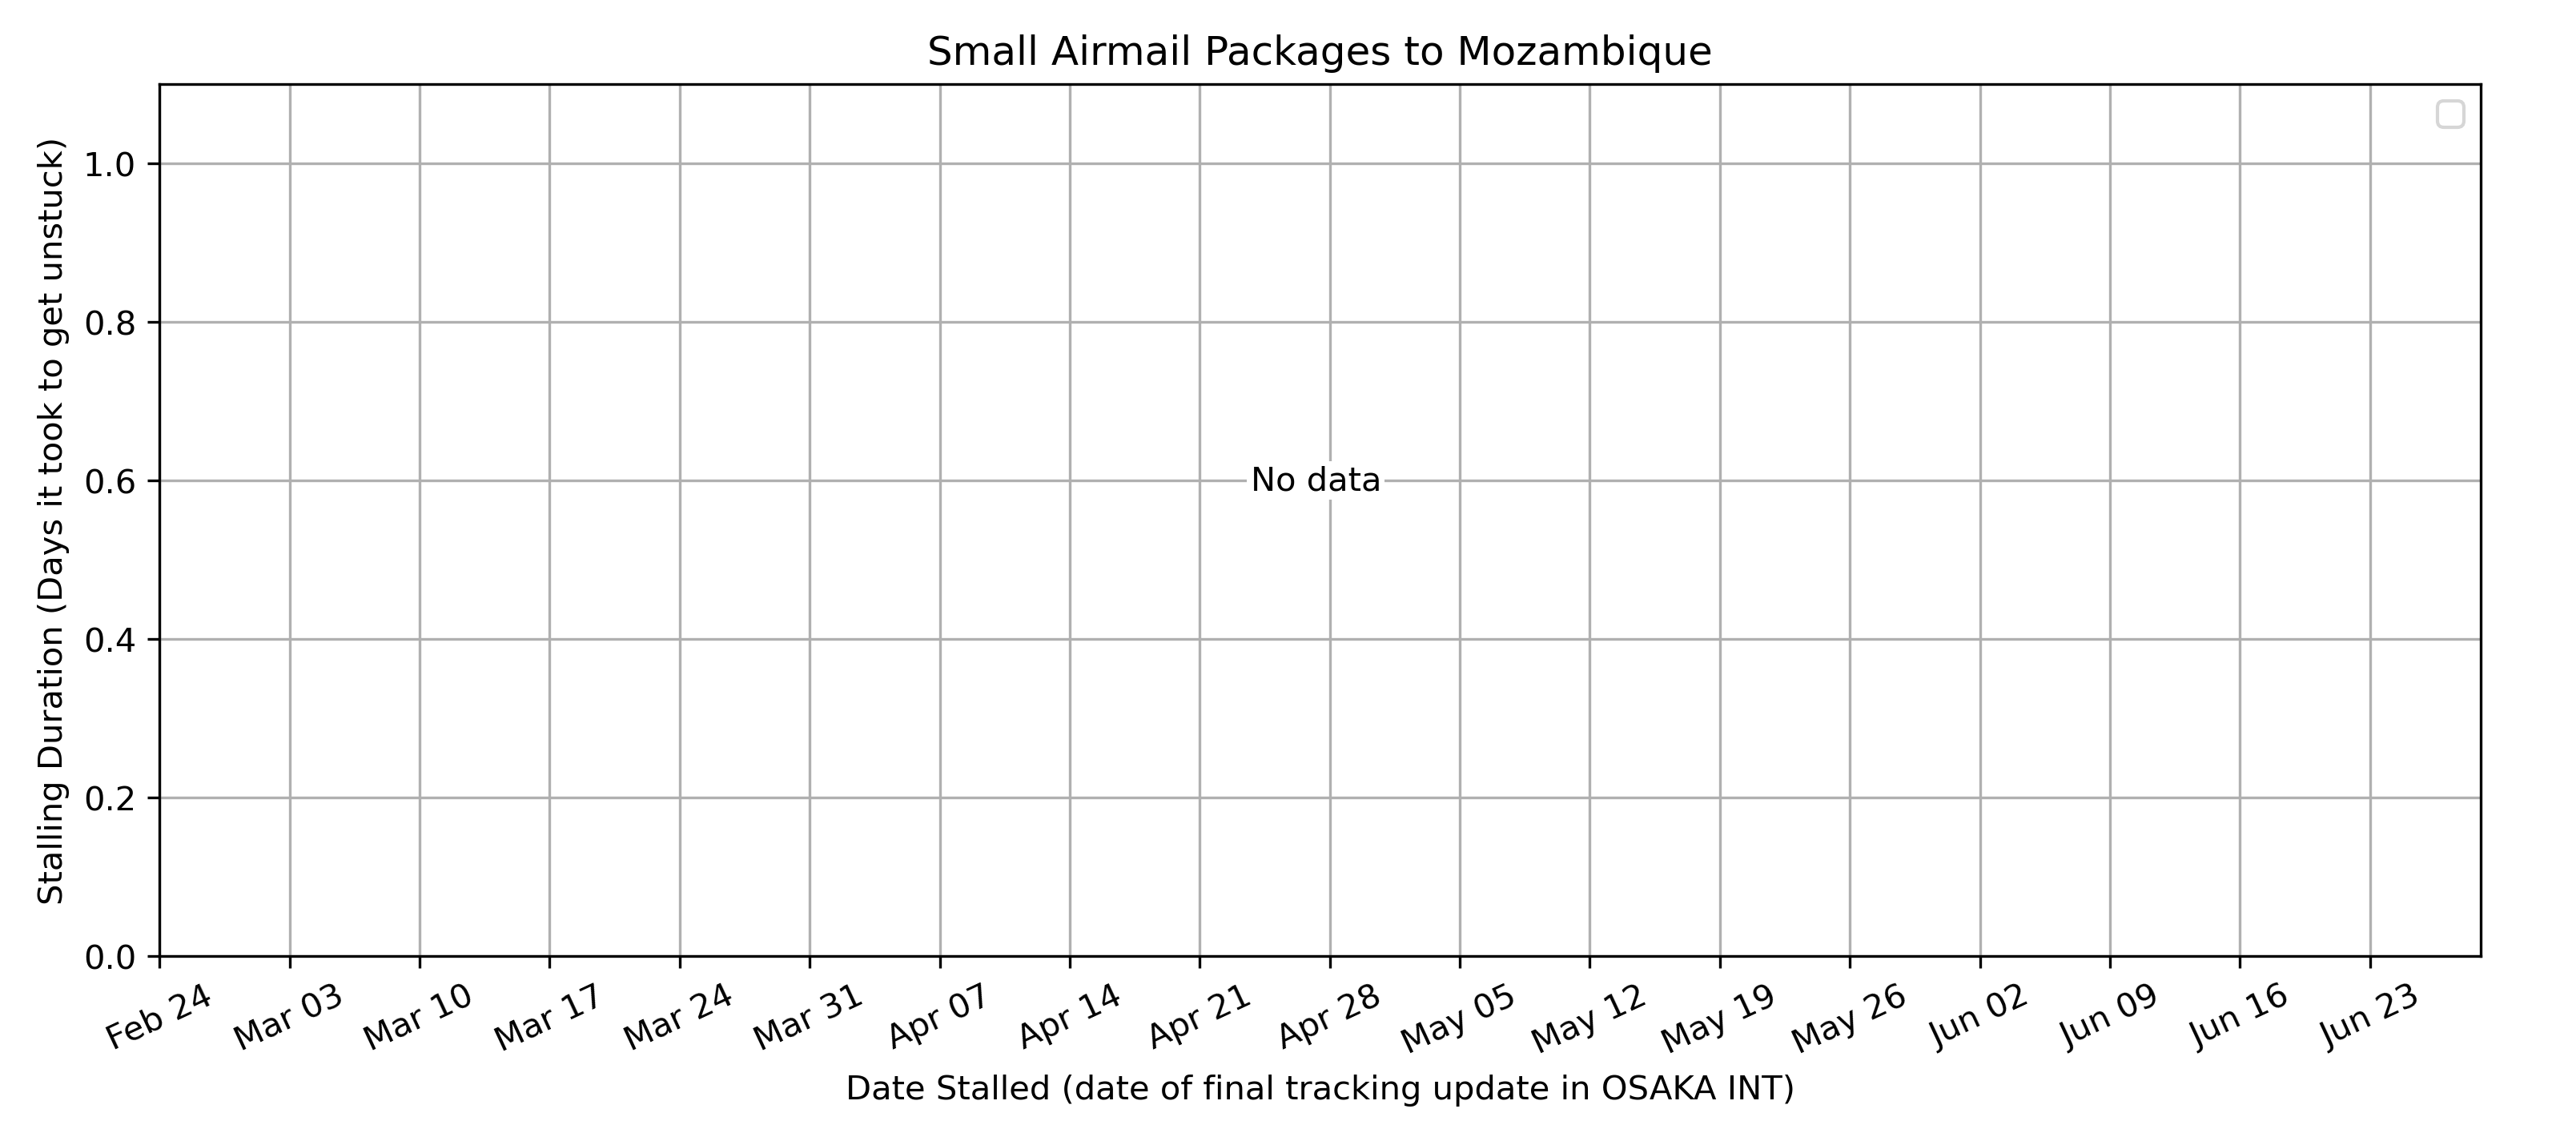 Small Airmail Packages to Mozambique
Stalling Duration (Days it took to get unstuck)
1.0
0.8
0.6
0.4
0.2
0.0
No data
Feb 24
Mar 03
Mar 10
Mar 17
Mar 24
Mar 31
Apr 07
Apr 14
Apr 21
Apr 28
May 05
May 12
May 19
May 26
Jun 02
Jun 09
Jun 16
Jun 23
Date Stalled (date of final tracking update in OSAKA INT)